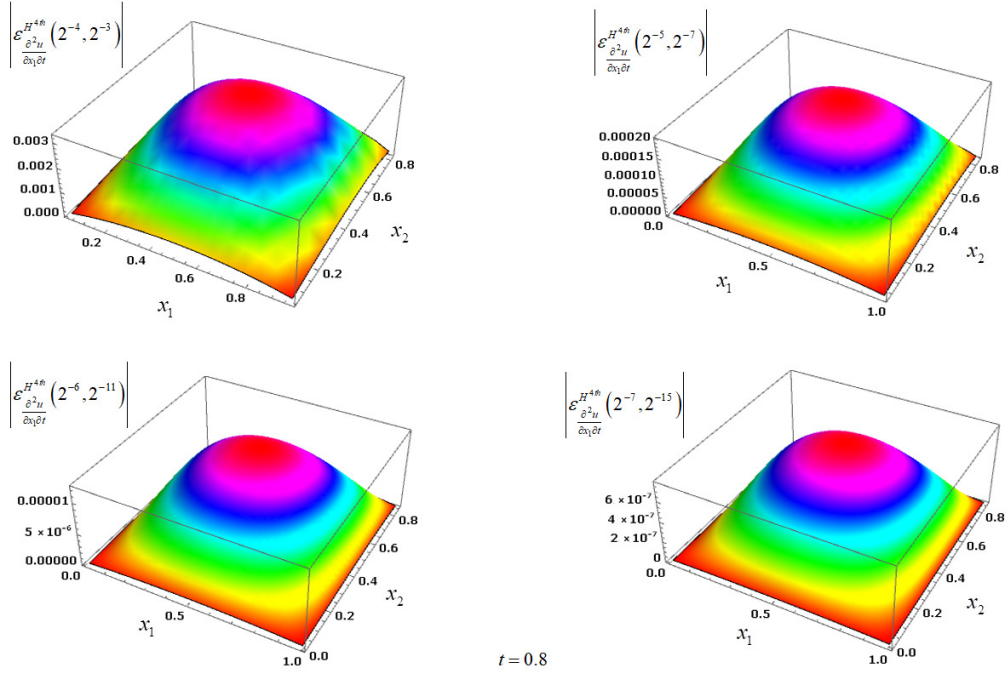 |ε^{H^{4th}}_{∂²u/∂x₁∂t}(2⁻⁴, 2⁻³)|
0.003
0.002
0.001
0.000
0.2
0.4
0.6
0.8
x₁
0.2
0.4
0.6
0.8
x₂
|ε^{H^{4th}}_{∂²u/∂x₁∂t}(2⁻⁵, 2⁻⁷)|
0.00020
0.00015
0.00010
0.00005
0.00000
0.0
0.5
1.0
x₁
0.2
0.4
0.6
0.8
x₂
|ε^{H^{4th}}_{∂²u/∂x₁∂t}(2⁻⁶, 2⁻¹¹)|
0.00001
5 × 10⁻⁶
0.00000
0.0
0.5
1.0
x₁
0.0
0.2
0.4
0.6
0.8
x₂
|ε^{H^{4th}}_{∂²u/∂x₁∂t}(2⁻⁷, 2⁻¹⁵)|
6 × 10⁻⁷
4 × 10⁻⁷
2 × 10⁻⁷
0
0.0
0.5
1.0
x₁
0.0
0.2
0.4
0.6
0.8
x₂
t = 0.8